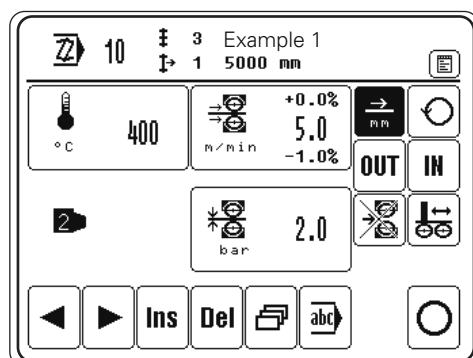 10 3 Example 1
1 5000 mm
+0.0%
400 5.0 mm
°C m/min -1.0%
OUT IN
2 2.0
bar
Ins Del abc